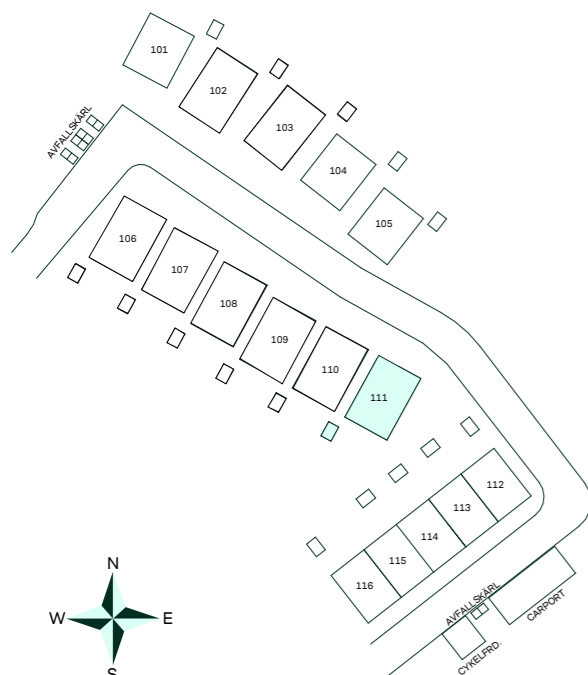 101
102
103
104
105
AVFALLSKÄRL
106
107
108
109
110
111
112
113
114
115
116
AVFALLSKÄRL
CARPORT
CYKELFRD.
N
W E
S